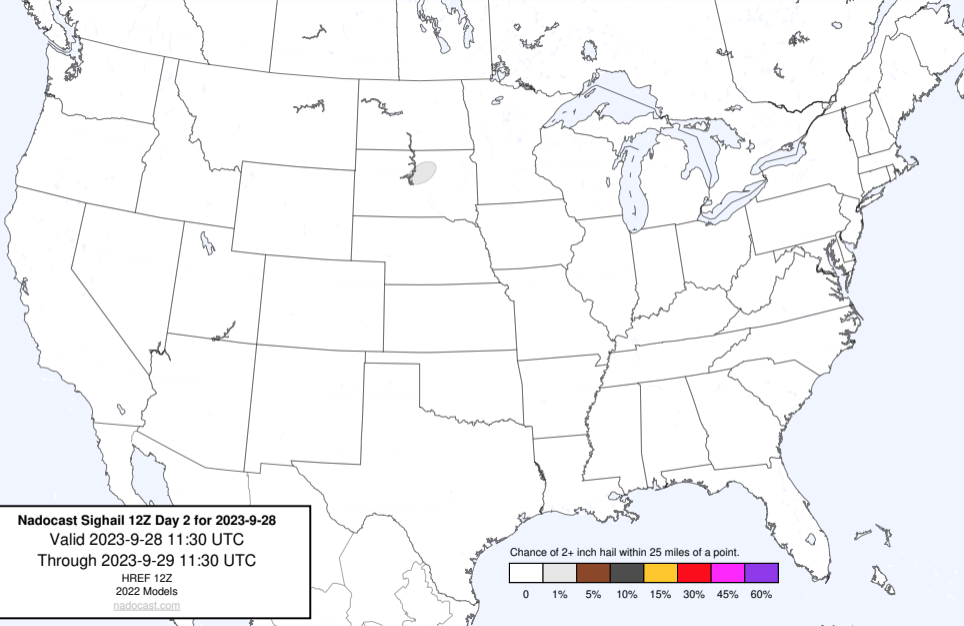 Nadocast Sighail 12Z Day 2 for 2023-9-28
Valid 2023-9-28 11:30 UTC
Through 2023-9-29 11:30 UTC
HREF 12Z
2022 Models
nadocast.com
Chance of 2+ inch hail within 25 miles of a point.
0 1% 5% 10% 15% 30% 45% 60%